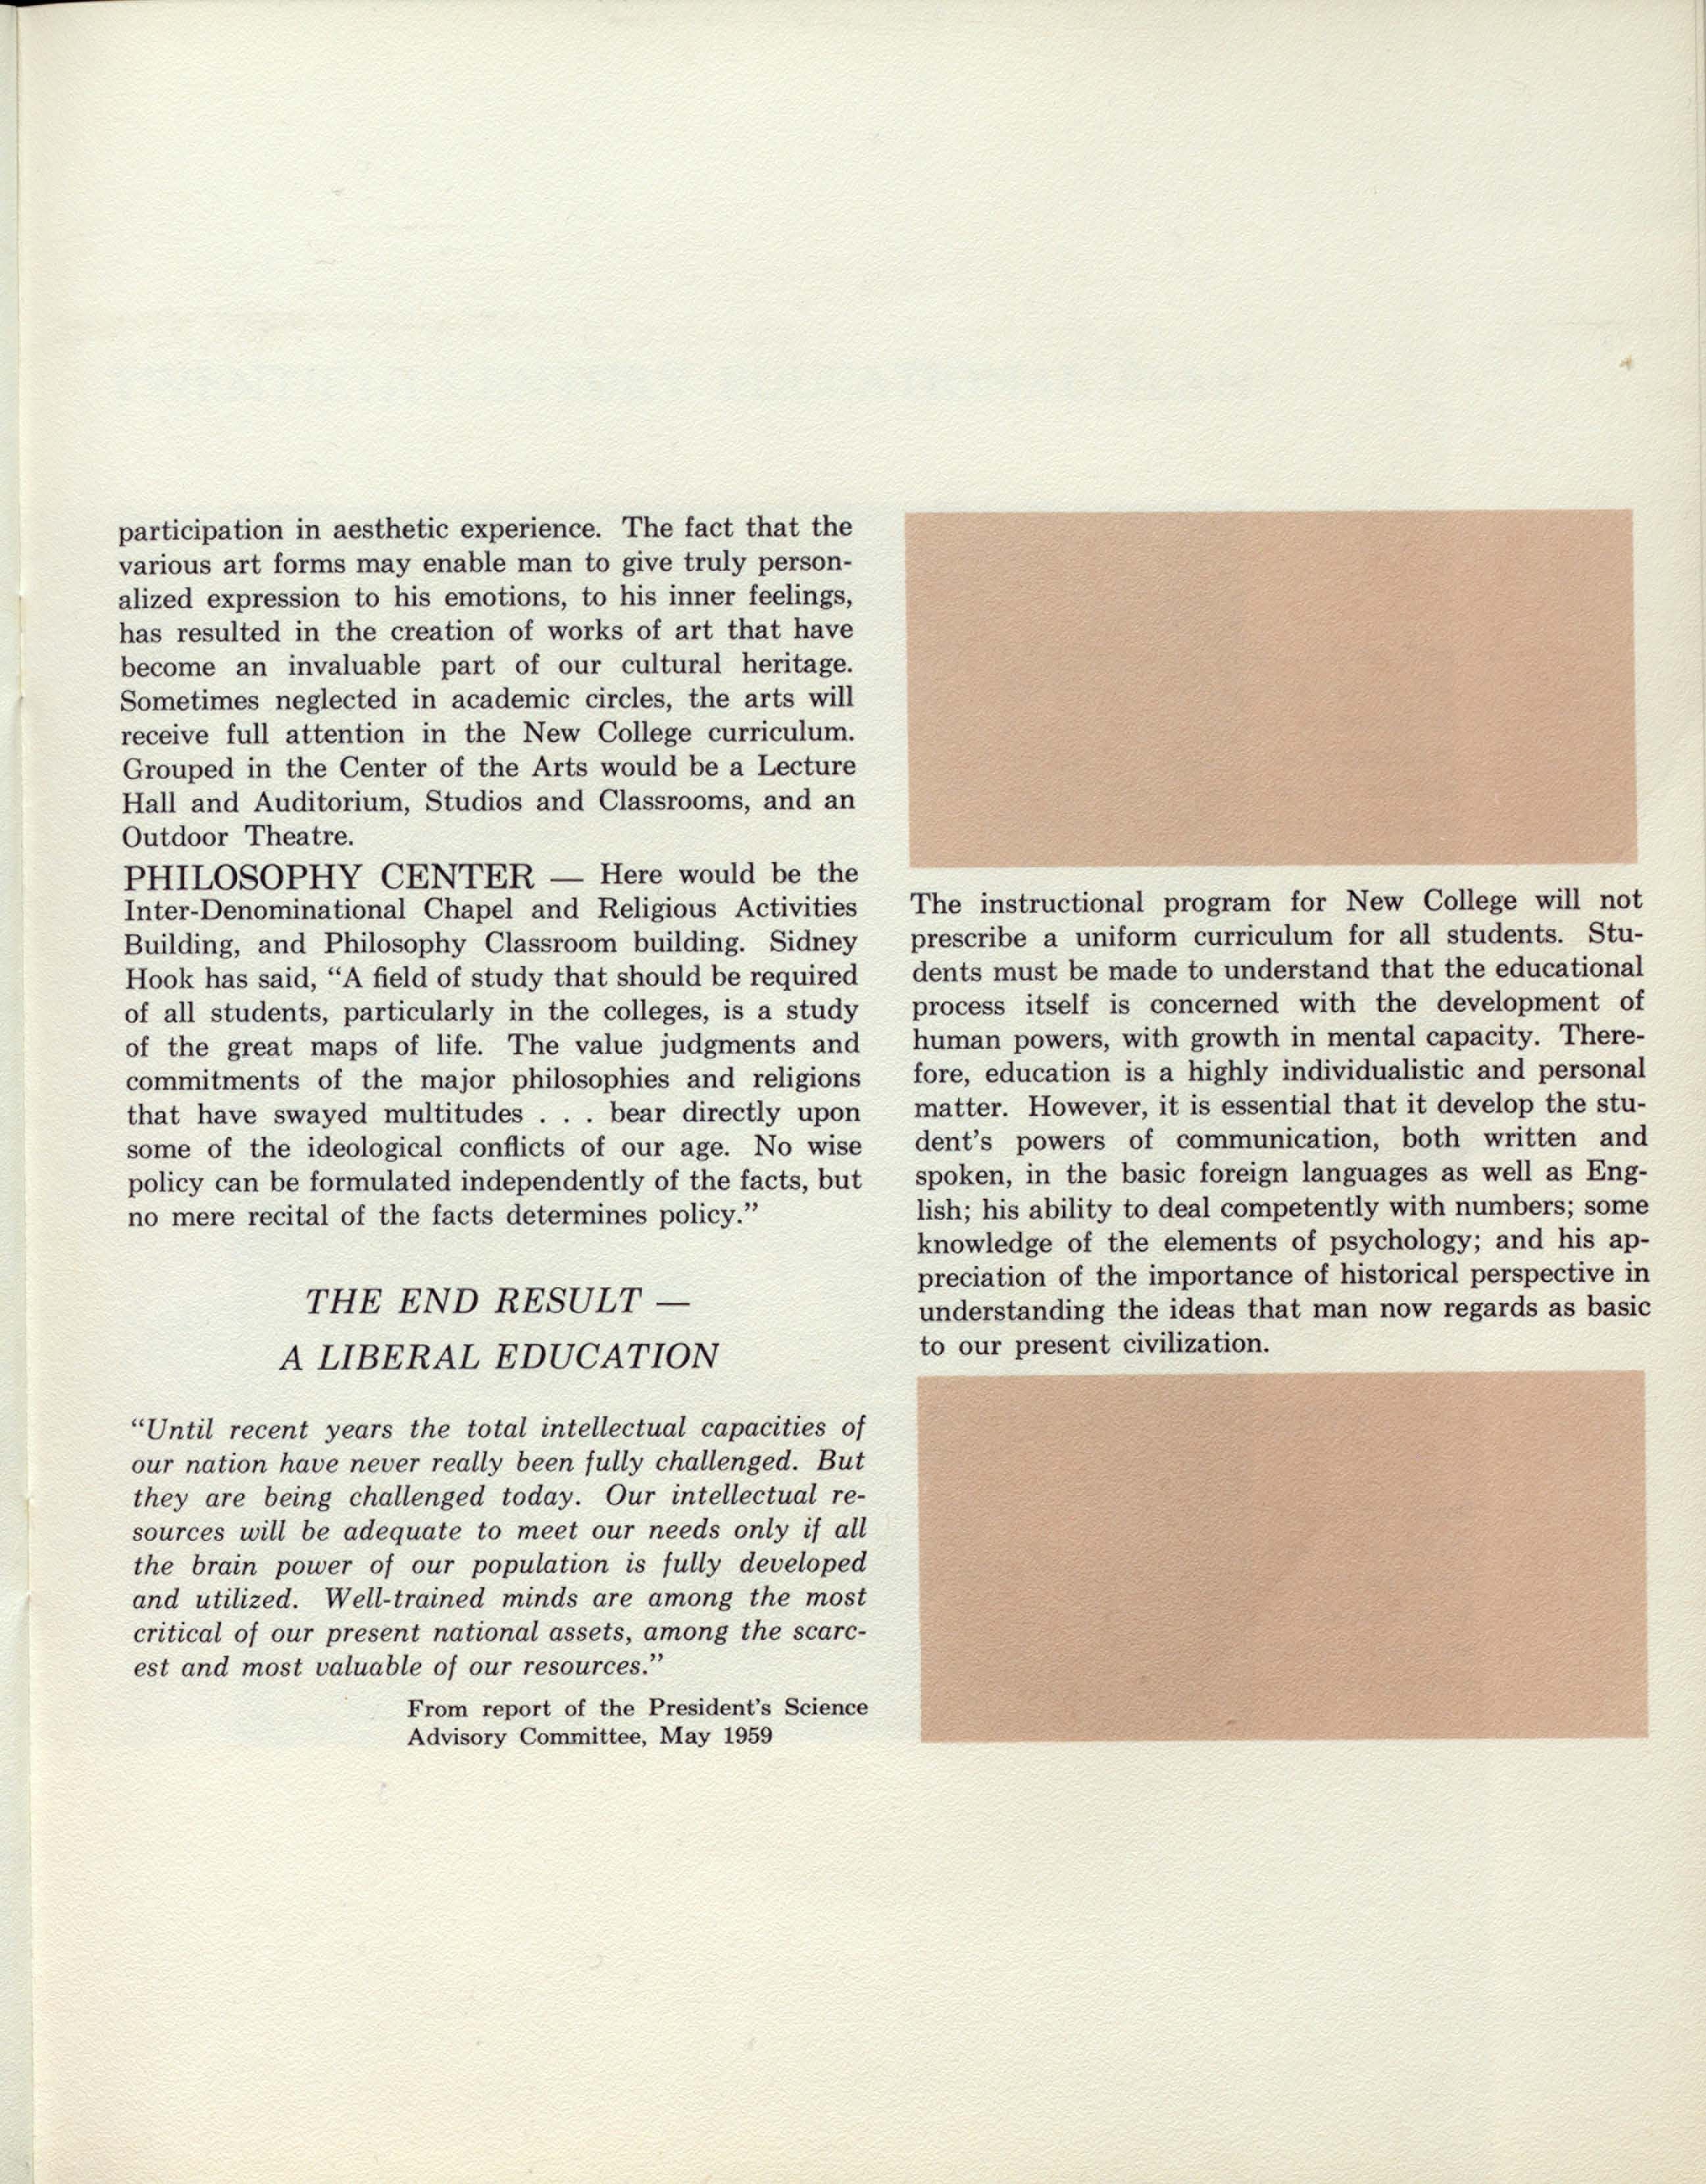 participation in aesthetic experience. The fact that the
various art forms may enable man to give truly person-
alized expression to his emotions, to his inner feelings,
has resulted in the creation of works of art that have
become an invaluable part of our cultural heritage.
Sometimes neglected in academic circles, the arts will
receive full attention in the New College curriculum.
Grouped in the Center of the Arts would be a Lecture
Hall and Auditorium, Studios and Classrooms, and an
Outdoor Theatre.
PHILOSOPHY CENTER — Here would be the
Inter-Denominational Chapel and Religious Activities
Building, and Philosophy Classroom building. Sidney
Hook has said, “A field of study that should be required
of all students, particularly in the colleges, is a study
of the great maps of life. The value judgments and
commitments of the major philosophies and religions
that have swayed multitudes . . . bear directly upon
some of the ideological conflicts of our age. No wise
policy can be formulated independently of the facts, but
no mere recital of the facts determines policy.”
THE END RESULT —
A LIBERAL EDUCATION
“Until recent years the total intellectual capacities of
our nation have never really been fully challenged. But
they are being challenged today. Our intellectual re-
sources will be adequate to meet our needs only if all
the brain power of our population is fully developed
and utilized. Well-trained minds are among the most
critical of our present national assets, among the scarc-
est and most valuable of our resources.”
From report of the President’s Science
Advisory Committee, May 1959
The instructional program for New College will not
prescribe a uniform curriculum for all students. Stu-
dents must be made to understand that the educational
process itself is concerned with the development of
human powers, with growth in mental capacity. There-
fore, education is a highly individualistic and personal
matter. However, it is essential that it develop the stu-
dent’s powers of communication, both written and
spoken, in the basic foreign languages as well as Eng-
lish; his ability to deal competently with numbers; some
knowledge of the elements of psychology; and his ap-
preciation of the importance of historical perspective in
understanding the ideas that man now regards as basic
to our present civilization.